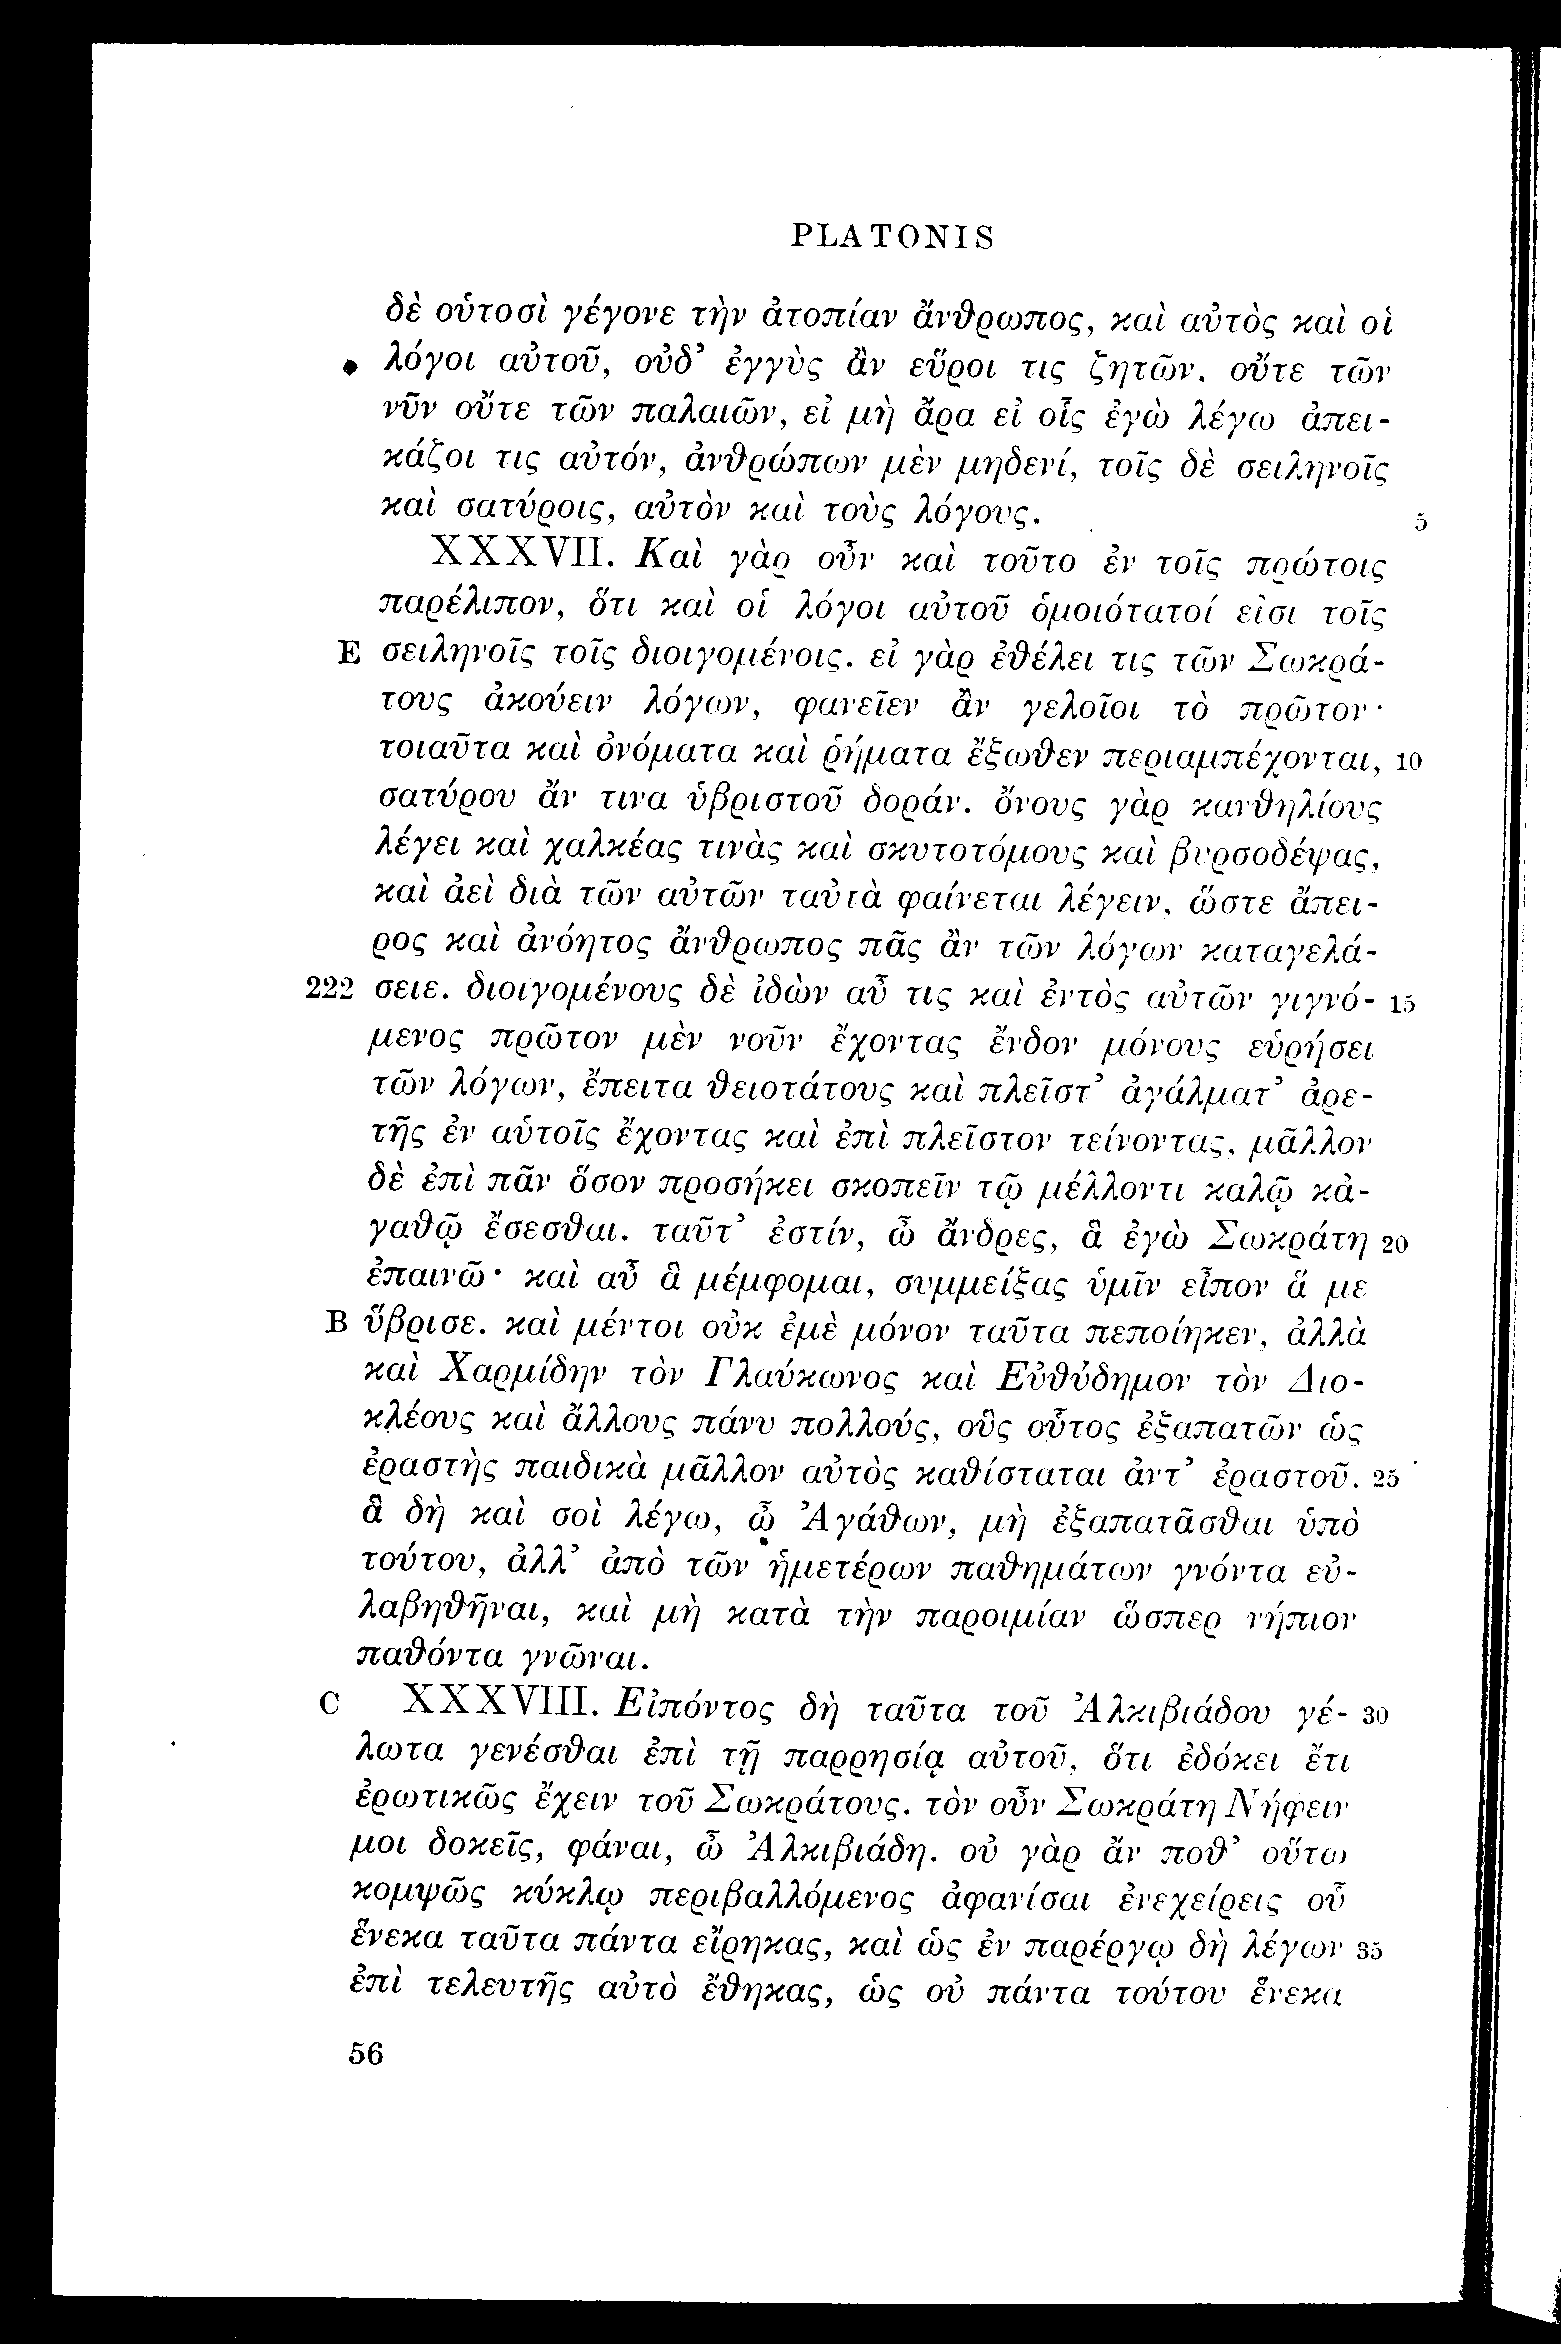 PLATONIS
δὲ οὑτοσὶ γέγονε τὴν ἀτοπίαν ἄνθρωπος, καὶ αὐτὸς καὶ οἱ
λόγοι αὐτοῦ, οὐδ’ ἐγγὺς ἂν εὕροι τις ζητῶν, οὔτε τῶν
νῦν οὔτε τῶν παλαιῶν, εἰ μὴ ἄρα εἰ οἷς ἐγὼ λέγω ἀπει-
κάζοι τις αὐτόν, ἀνθρώπων μὲν μηδενί, τοῖς δὲ σειληνοῖς
καὶ σατύροις, αὐτὸν καὶ τοὺς λόγους. 5
XXXVII. Καὶ γὰρ οὖν καὶ τοῦτο ἐν τοῖς πρώτοις
παρέλιπον, ὅτι καὶ οἱ λόγοι αὐτοῦ ὁμοιότατοί εἰσι τοῖς
E σειληνοῖς τοῖς διοιγομένοις. εἰ γὰρ ἐθέλει τις τῶν Σωκρά-
τους ἀκούειν λόγων, φανεῖεν ἂν γελοῖοι τὸ πρῶτον·
τοιαῦτα καὶ ὀνόματα καὶ ῥήματα ἔξωθεν περιαμπέχονται, 10
σατύρου ἄν τινα ὑβριστοῦ δοράν. ὄνους γὰρ κανθηλίους
λέγει καὶ χαλκέας τινὰς καὶ σκυτοτόμους καὶ βυρσοδέψας,
καὶ ἀεὶ διὰ τῶν αὐτῶν ταὐτὰ φαίνεται λέγειν, ὥστε ἄπει-
ρος καὶ ἀνόητος ἄνθρωπος πᾶς ἂν τῶν λόγων καταγελά-
222 σειε. διοιγομένους δὲ ἰδὼν αὖ τις καὶ ἐντὸς αὐτῶν γιγνό- 15
μενος πρῶτον μὲν νοῦν ἔχοντας ἔνδον μόνους εὑρήσει
τῶν λόγων, ἔπειτα θειοτάτους καὶ πλεῖστ’ ἀγάλματ’ ἀρε-
τῆς ἐν αὑτοῖς ἔχοντας καὶ ἐπὶ πλεῖστον τείνοντας, μᾶλλον
δὲ ἐπὶ πᾶν ὅσον προσήκει σκοπεῖν τῷ μέλλοντι καλῷ κἀ-
γαθῷ ἔσεσθαι. ταῦτ’ ἐστίν, ὦ ἄνδρες, ἃ ἐγὼ Σωκράτη 20
ἐπαινῶ· καὶ αὖ ἃ μέμφομαι, συμμείξας ὑμῖν εἶπον ἅ με
B ὕβρισε. καὶ μέντοι οὐκ ἐμὲ μόνον ταῦτα πεποίηκεν, ἀλλὰ
καὶ Χαρμίδην τὸν Γλαύκωνος καὶ Εὐθύδημον τὸν Διο-
κλέους καὶ ἄλλους πάνυ πολλούς, οὓς οὗτος ἐξαπατῶν ὡς
ἐραστὴς παιδικὰ μᾶλλον αὐτὸς καθίσταται ἀντ’ ἐραστοῦ. 25
ἃ δὴ καὶ σοὶ λέγω, ὦ Ἀγάθων, μὴ ἐξαπατᾶσθαι ὑπὸ
τούτου, ἀλλ’ ἀπὸ τῶν ἡμετέρων παθημάτων γνόντα εὐ-
λαβηθῆναι, καὶ μὴ κατὰ τὴν παροιμίαν ὥσπερ νήπιον
παθόντα γνῶναι.
C XXXVIII. Εἰπόντος δὴ ταῦτα τοῦ Ἀλκιβιάδου γέ- 30
λωτα γενέσθαι ἐπὶ τῇ παρρησίᾳ αὐτοῦ, ὅτι ἐδόκει ἔτι
ἐρωτικῶς ἔχειν τοῦ Σωκράτους. τὸν οὖν Σωκράτη Νήφειν
μοι δοκεῖς, φάναι, ὦ Ἀλκιβιάδη. οὐ γὰρ ἄν ποθ’ οὕτω
κομψῶς κύκλῳ περιβαλλόμενος ἀφανίσαι ἐνεχείρεις οὗ
ἕνεκα ταῦτα πάντα εἴρηκας, καὶ ὡς ἐν παρέργῳ δὴ λέγων 35
ἐπὶ τελευτῆς αὐτὸ ἔθηκας, ὡς οὐ πάντα τούτου ἕνεκα
56